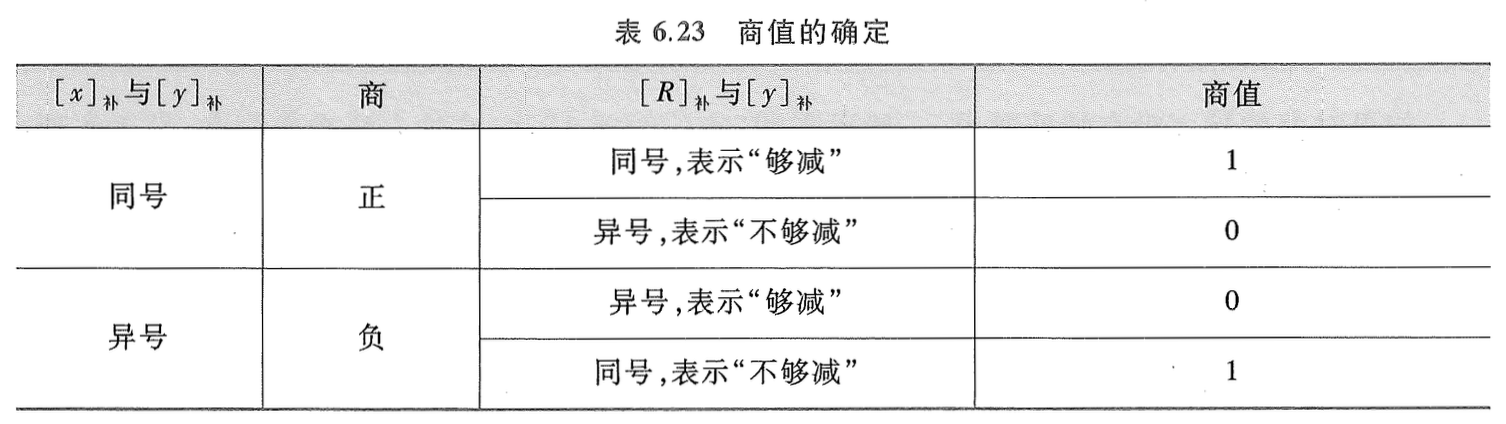 表 6.23 商值的确定
[x]补与[y]补 商 [R]补与[y]补 商值
同号 正 同号,表示“够减” 1
异号,表示“不够减” 0
异号 负 异号,表示“够减” 0
同号,表示“不够减” 1